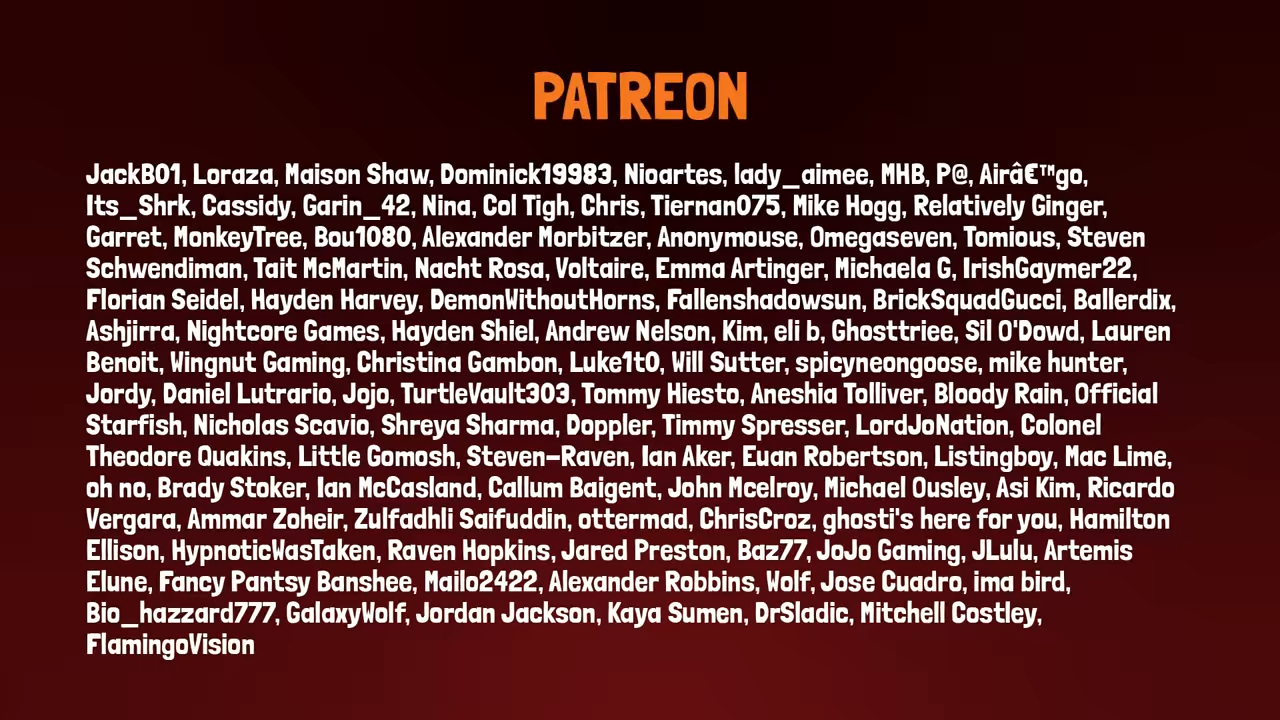 PATREON
JackB01, Loraza, Maison Shaw, Dominick19983, Nioartes, lady_aimee, MHB, P@, Airâ€™go,
Its_Shrk, Cassidy, Garin_42, Nina, Col Tigh, Chris, Tiernan075, Mike Hogg, Relatively Ginger,
Garret, MonkeyTree, Bou1080, Alexander Morbitzer, Anonymouse, Omegaseven, Tomious, Steven
Schwendiman, Tait McMartin, Nacht Rosa, Voltaire, Emma Artinger, Michaela G, IrishGaymer22,
Florian Seidel, Hayden Harvey, DemonWithoutHorns, Fallenshadowsun, BrickSquadGucci, Ballerdix,
Ashjirra, Nightcore Games, Hayden Shiel, Andrew Nelson, Kim, eli b, Ghosttriee, Sil O'Dowd, Lauren
Benoit, Wingnut Gaming, Christina Gambon, Luke1t0, Will Sutter, spicyneongoose, mike hunter,
Jordy, Daniel Lutrario, Jojo, TurtleVault303, Tommy Hiesto, Aneshia Tolliver, Bloody Rain, Official
Starfish, Nicholas Scavio, Shreya Sharma, Doppler, Timmy Spresser, LordJoNation, Colonel
Theodore Quakins, Little Gomosh, Steven-Raven, Ian Aker, Euan Robertson, Listingboy, Mac Lime,
oh no, Brady Stoker, Ian McCasland, Callum Baigent, John Mcelroy, Michael Ousley, Asi Kim, Ricardo
Vergara, Ammar Zoheir, Zulfadhli Saifuddin, ottermad, ChrisCroz, ghosti's here for you, Hamilton
Ellison, HypnoticWasTaken, Raven Hopkins, Jared Preston, Baz77, JoJo Gaming, JLulu, Artemis
Elune, Fancy Pantsy Banshee, Mailo2422, Alexander Robbins, Wolf, Jose Cuadro, ima bird,
Bio_hazzard777, GalaxyWolf, Jordan Jackson, Kaya Sumen, DrSladic, Mitchell Costley,
FlamingoVision